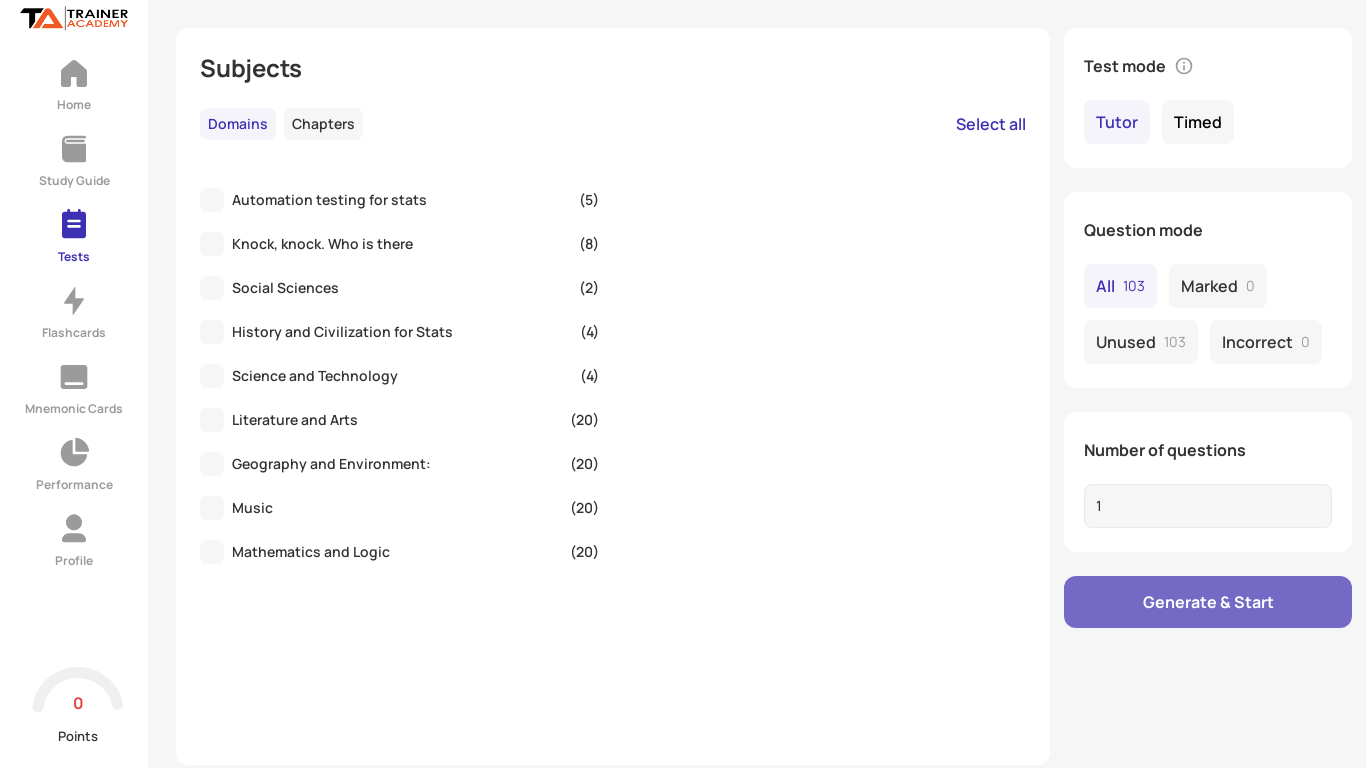 TRAINER
ACADEMY
Home
Study Guide
Tests
Flashcards
Mnemonic Cards
Performance
Profile
0
Points
Subjects
Domains Chapters Select all
Automation testing for stats (5)
Knock, knock. Who is there (8)
Social Sciences (2)
History and Civilization for Stats (4)
Science and Technology (4)
Literature and Arts (20)
Geography and Environment: (20)
Music (20)
Mathematics and Logic (20)
Test mode
Tutor Timed
Question mode
All 103 Marked 0
Unused 103 Incorrect 0
Number of questions
1
Generate & Start